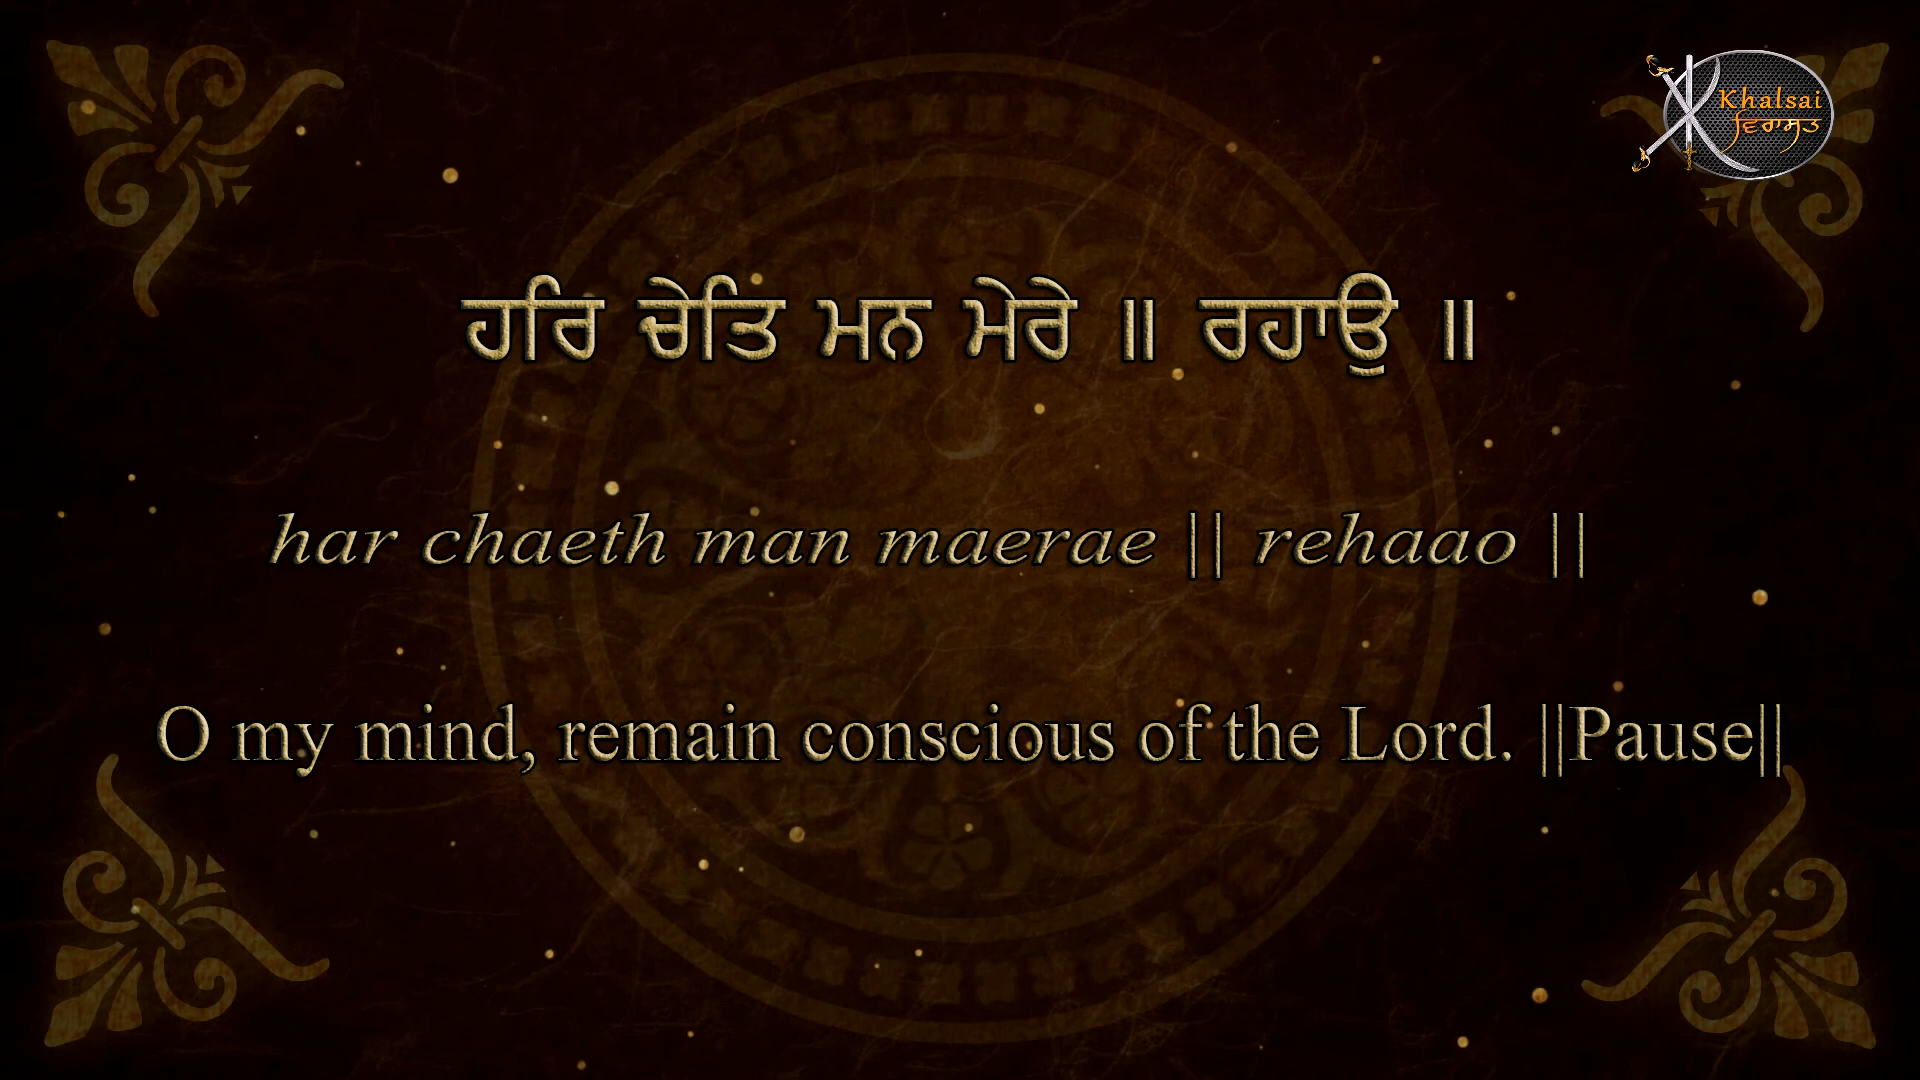 Khalsai
ਵਿਰਾਸਤ
ਹਰਿ ਚੇਤਿ ਮਨ ਮੇਰੇ ॥ ਰਹਾਉ ॥
har chaeth man maerae || rehaao ||
O my mind, remain conscious of the Lord. ||Pause||